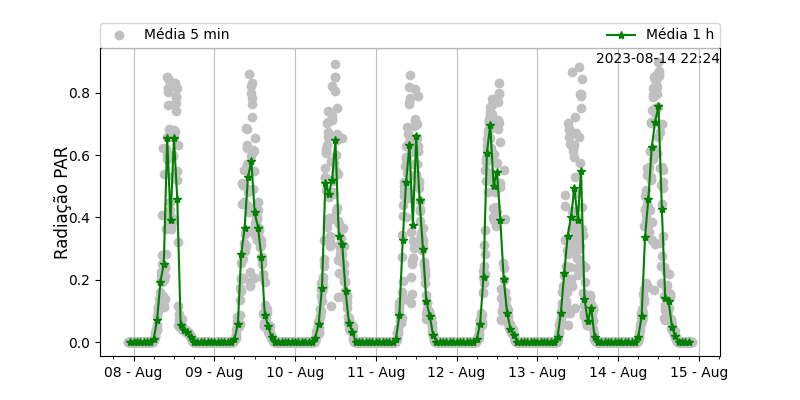 Média 5 min
Média 1 h
2023-08-14 22:24
Radiação PAR
0.8
0.6
0.4
0.2
0.0
08 - Aug
09 - Aug
10 - Aug
11 - Aug
12 - Aug
13 - Aug
14 - Aug
15 - Aug